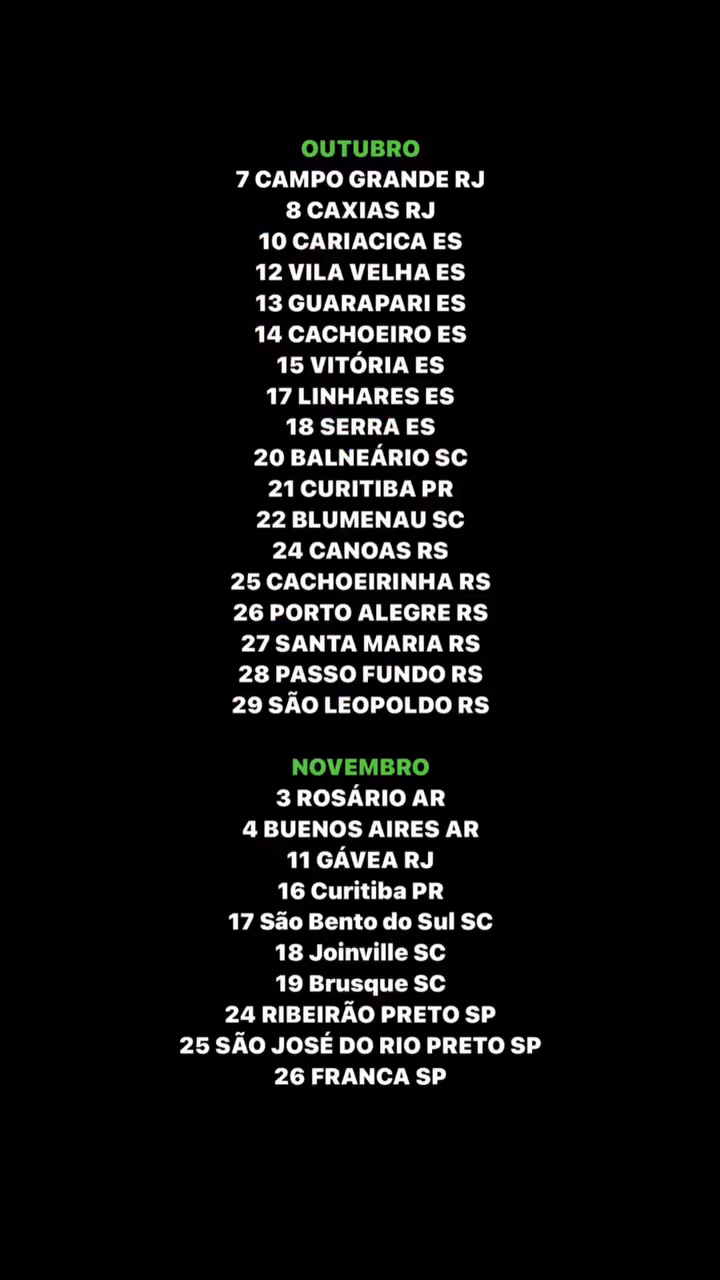 OUTUBRO
7 CAMPO GRANDE RJ
8 CAXIAS RJ
10 CARIACICA ES
12 VILA VELHA ES
13 GUARAPARI ES
14 CACHOEIRO ES
15 VITÓRIA ES
17 LINHARES ES
18 SERRA ES
20 BALNEÁRIO SC
21 CURITIBA PR
22 BLUMENAU SC
24 CANOAS RS
25 CACHOEIRINHA RS
26 PORTO ALEGRE RS
27 SANTA MARIA RS
28 PASSO FUNDO RS
29 SÃO LEOPOLDO RS
NOVEMBRO
3 ROSÁRIO AR
4 BUENOS AIRES AR
11 GÁVEA RJ
16 Curitiba PR
17 São Bento do Sul SC
18 Joinville SC
19 Brusque SC
24 RIBEIRÃO PRETO SP
25 SÃO JOSÉ DO RIO PRETO SP
26 FRANCA SP